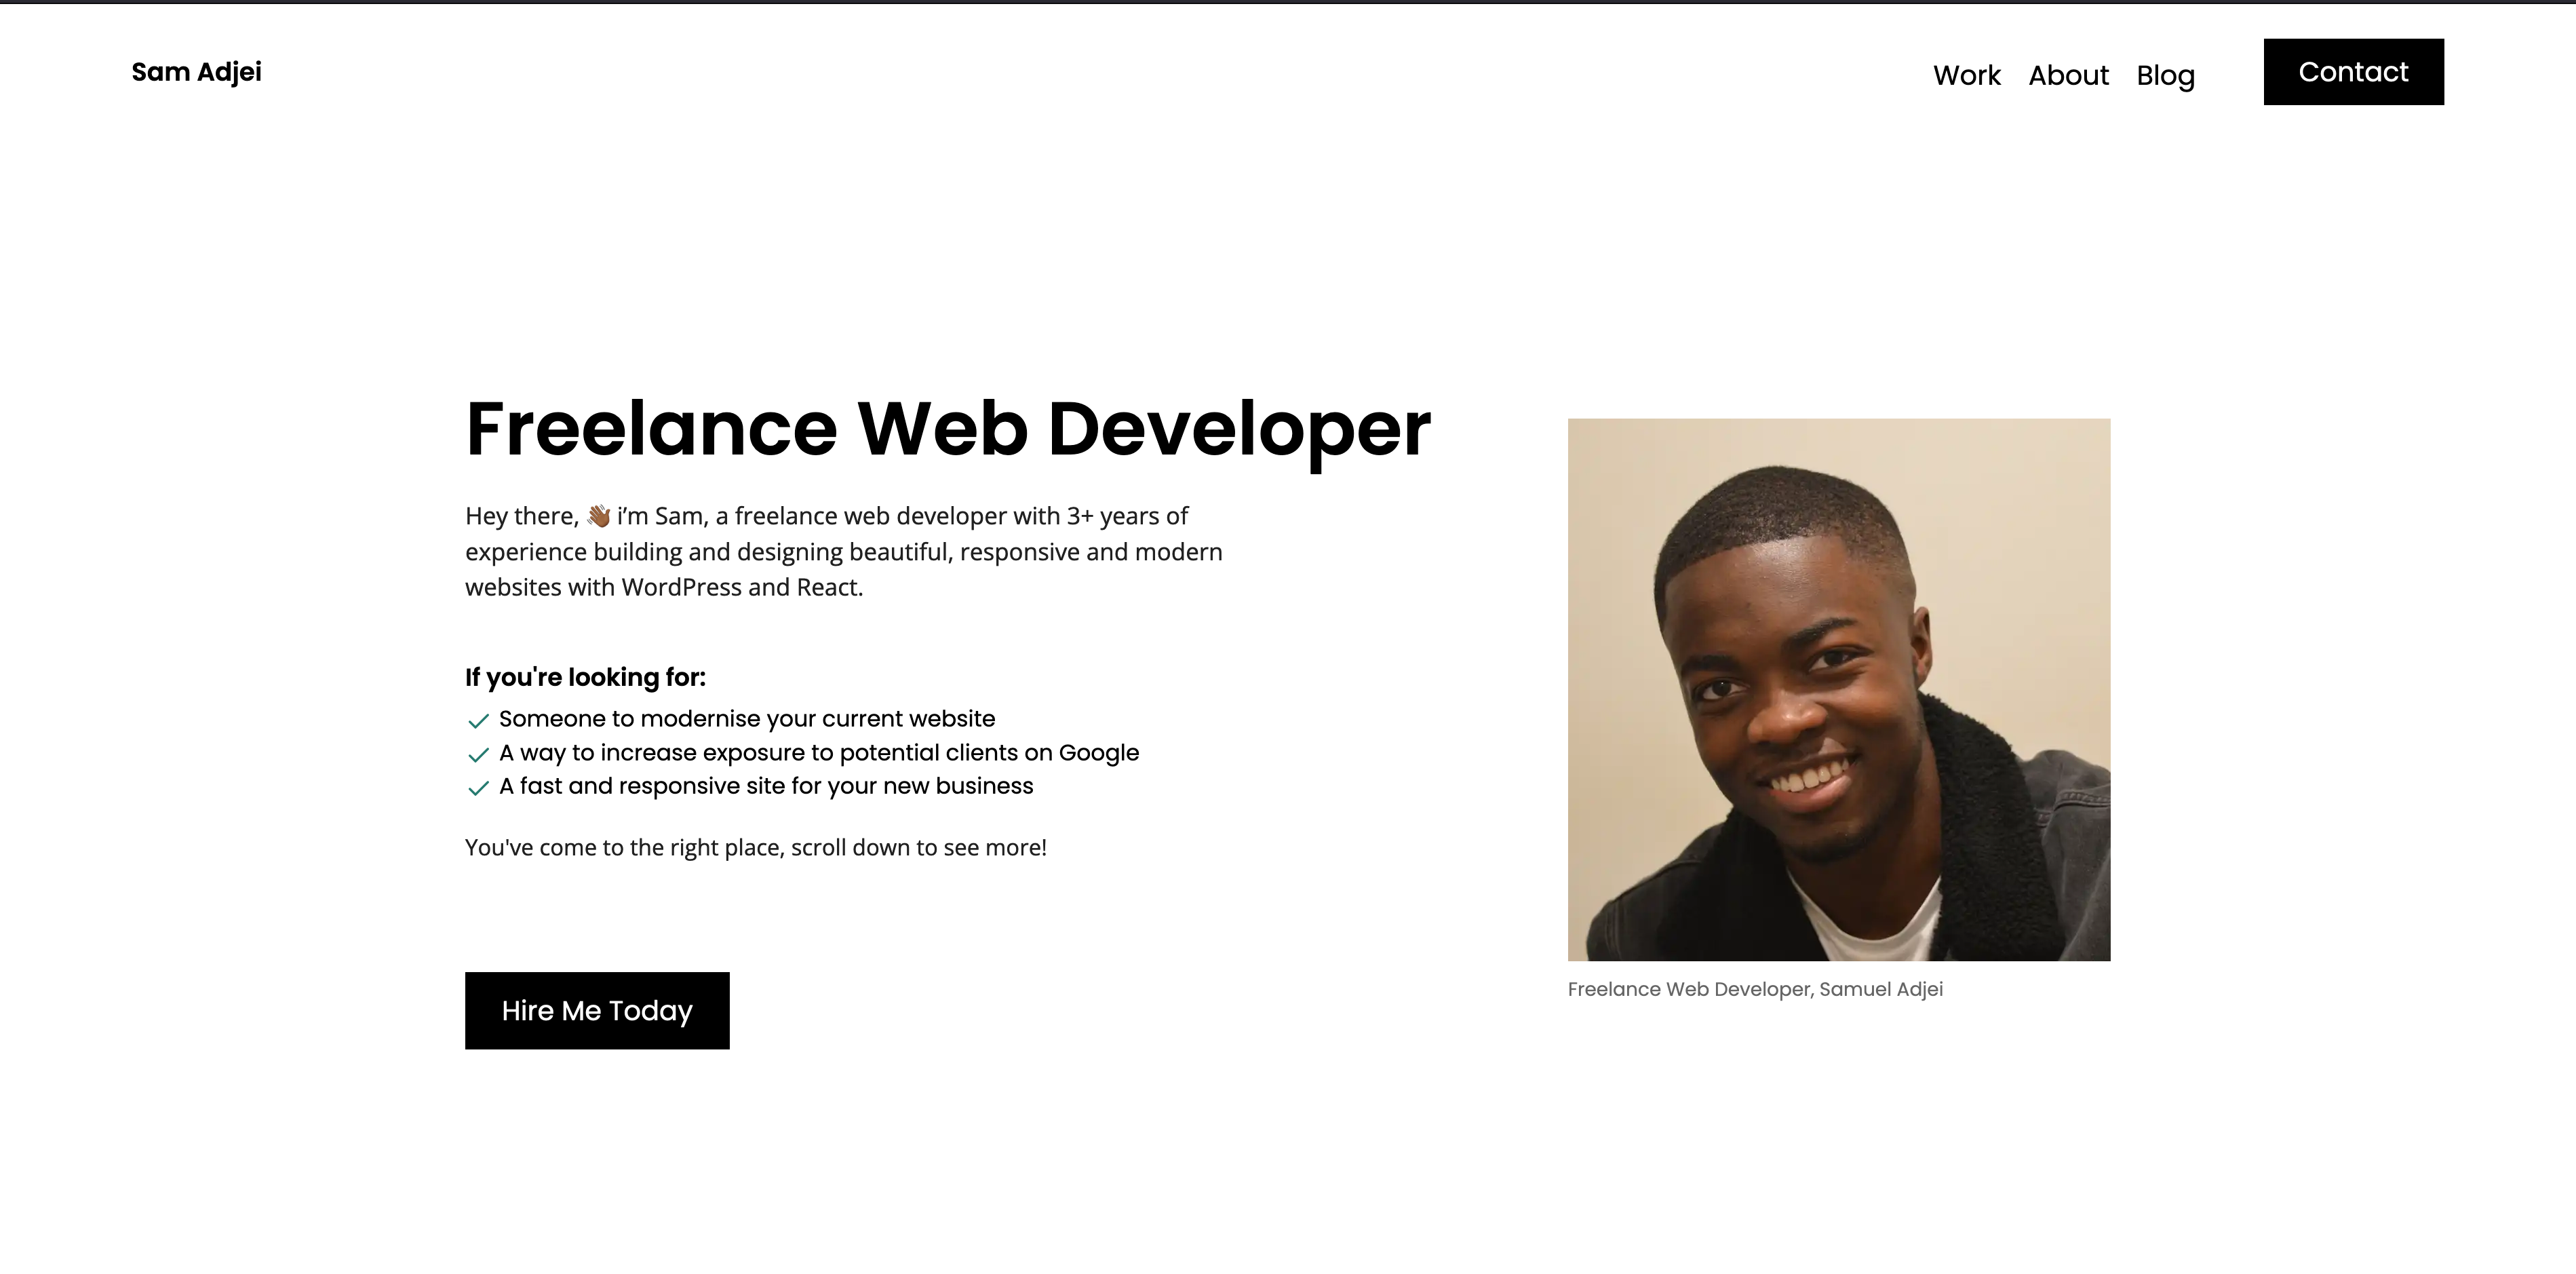 Sam Adjei
Work About Blog Contact
Freelance Web Developer
Hey there, 👋🏾 i’m Sam, a freelance web developer with 3+ years of
experience building and designing beautiful, responsive and modern
websites with WordPress and React.
If you're looking for:
Someone to modernise your current website
A way to increase exposure to potential clients on Google
A fast and responsive site for your new business
You've come to the right place, scroll down to see more!
Hire Me Today
Freelance Web Developer, Samuel Adjei